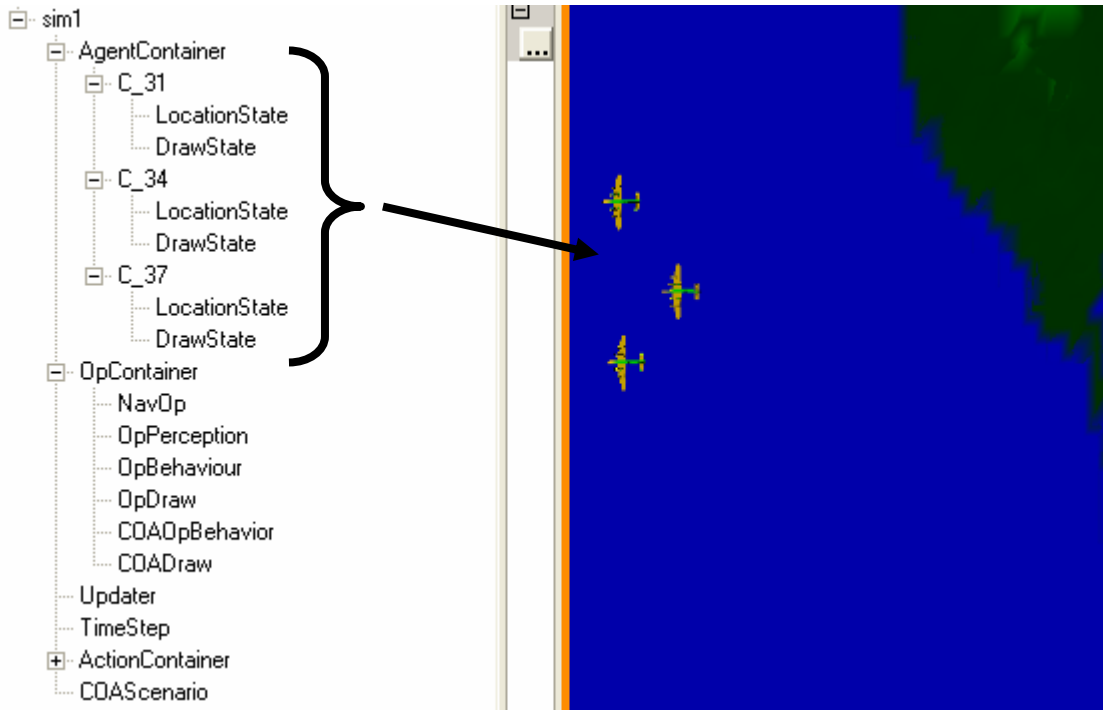 sim1
AgentContainer
C_31
LocationState
DrawState
C_34
LocationState
DrawState
C_37
LocationState
DrawState
OpContainer
NavOp
OpPerception
OpBehaviour
OpDraw
COAOpBehavior
COADraw
Updater
TimeStep
ActionContainer
COAScenario
...